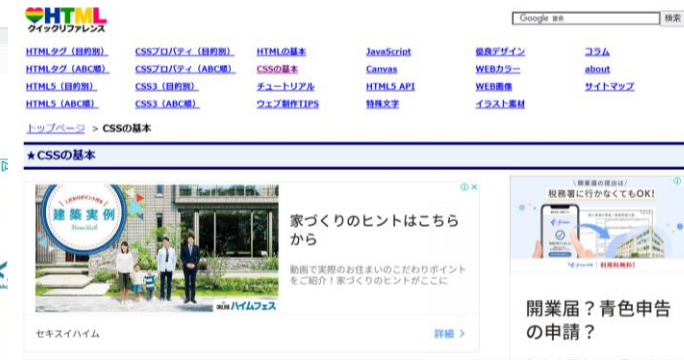 HTML
クイックリファレンス
Google 検索
検索
HTMLタグ（目的別）
CSSプロパティ（目的別）
HTMLの基本
JavaScript
優良デザイン
コラム
HTMLタグ（ABC順）
CSSプロパティ（ABC順）
CSSの基本
Canvas
WEBカラー
about
HTML5（目的別）
CSS3（目的別）
チュートリアル
HTML5 API
WEB画像
サイトマップ
HTML5（ABC順）
CSS3（ABC順）
ウェブ制作TIPS
特殊文字
イラスト素材
トップページ > CSSの基本
★CSSの基本
建築実例
家づくりのヒントはこちら
から
動画で実際のお住まいのこだわりポイント
をご紹介！家づくりのヒントがここに
ハイムフェス
セキスイハイム
詳細 >
\ 開業届の提出は /
税務署に行かなくてもOK!
利用料無料!
開業届？青色申告
の申請？